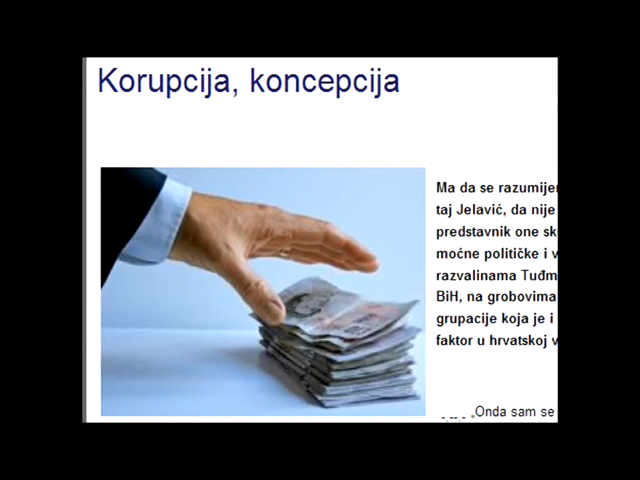 Korupcija, koncepcija
Ma da se razumijem
taj Jelavić, da nije
predstavnik one sk
moćne političke i v
razvalinama Tuđm
BiH, na grobovima
grupacije koja je i
faktor u hrvatskoj v
„Onda sam se